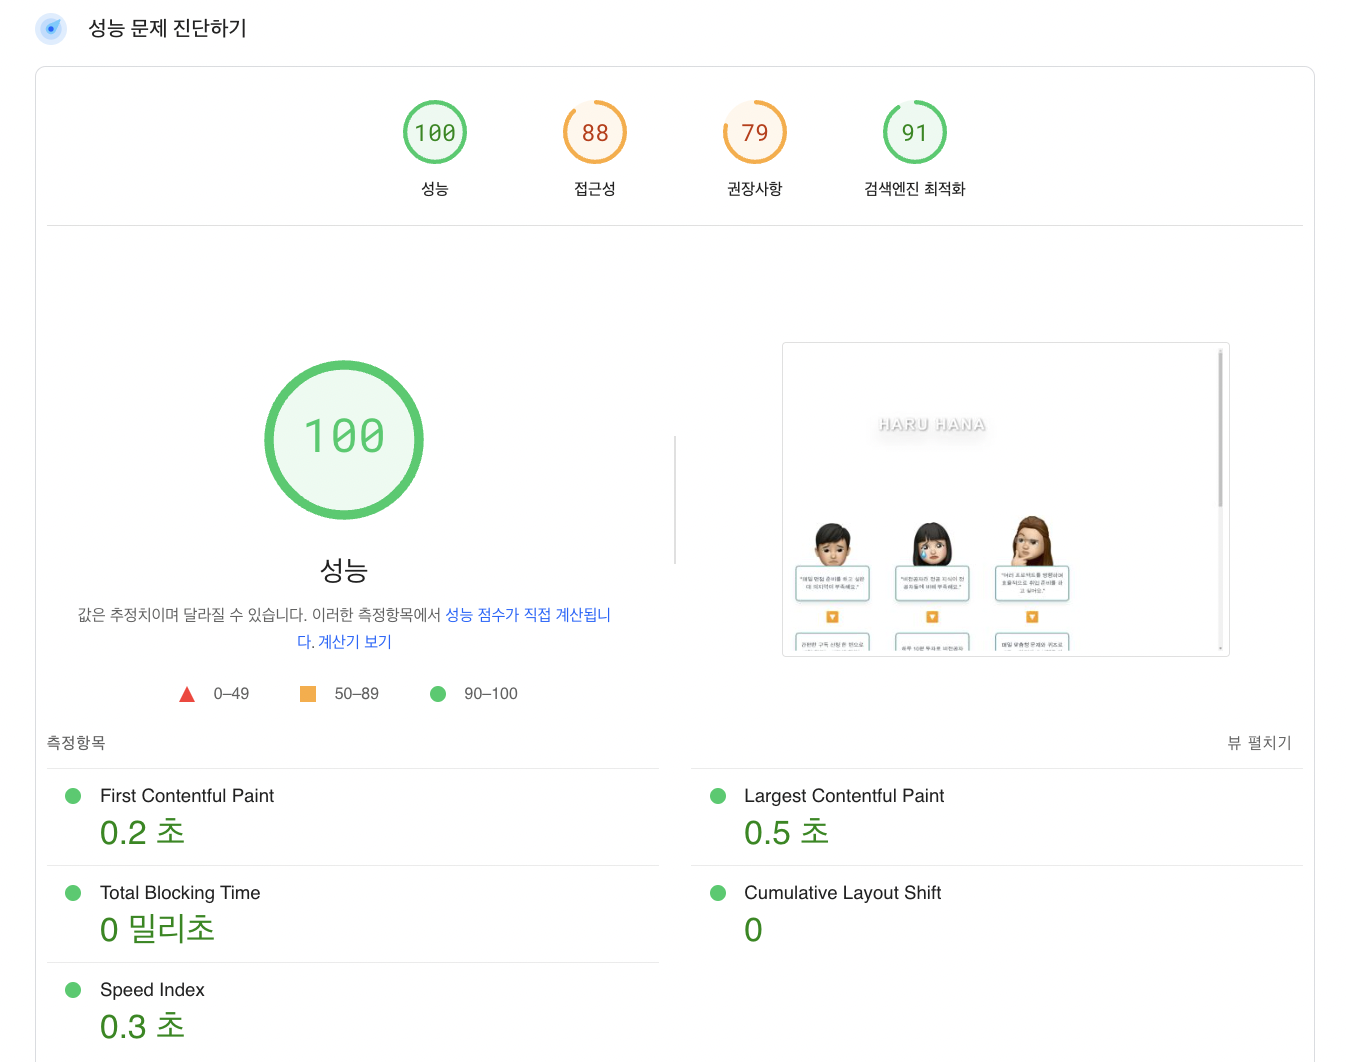 성능 문제 진단하기
100
88
79
91
성능
접근성
권장사항
검색엔진 최적화
100
성능
값은 추정치이며 달라질 수 있습니다. 이러한 측정항목에서 성능 점수가 직접 계산됩니
다. 계산기 보기
0–49
50–89
90–100
HARU HANA
측정항목
뷰 펼치기
First Contentful Paint
0.2 초
Largest Contentful Paint
0.5 초
Total Blocking Time
0 밀리초
Cumulative Layout Shift
0
Speed Index
0.3 초